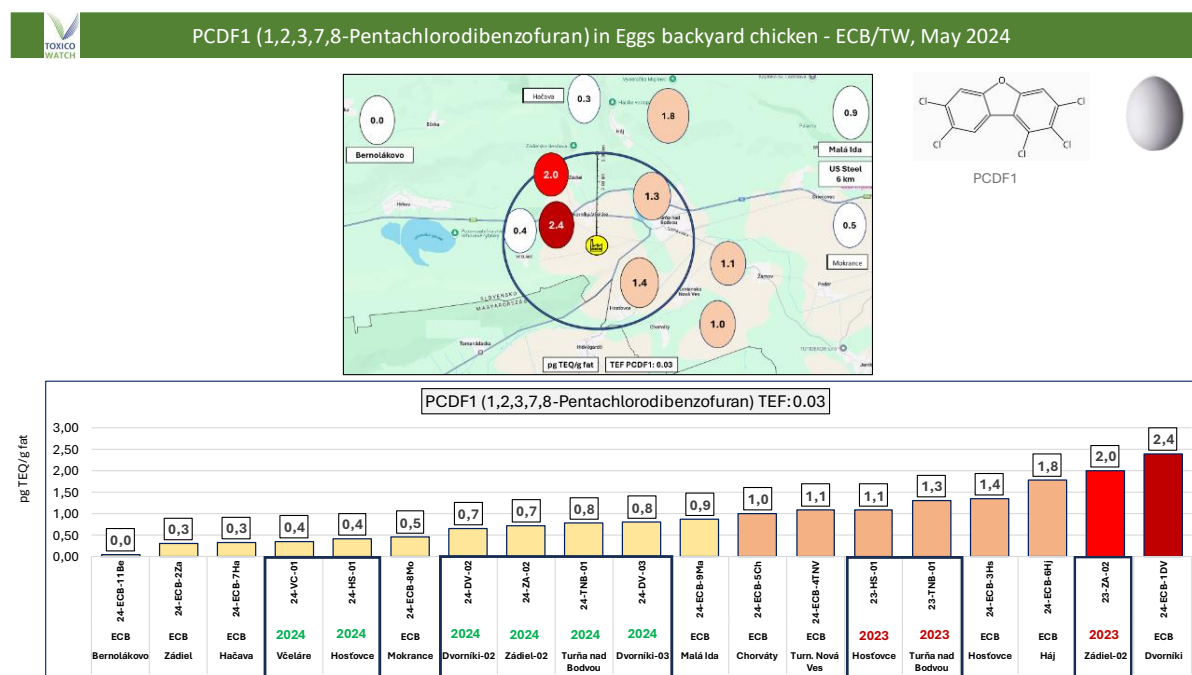 TOXICO
WATCH
PCDF1 (1,2,3,7,8-Pentachlorodibenzofuran) in Eggs backyard chicken - ECB/TW, May 2024
0.0
Bernolákovo
Hačava
0.3
1.8
Háj
0.9
Malá Ida
US Steel
6 km
2.0
Zádiel
1.3
0.4
2.4
0.5
Mokrance
1.1
1.4
1.0
Hosťovce
Chorváty
Žarnov
SLOVENSKO
MAGYARORSZÁG
Tornanádaska
Hidvégardó
pg TEQ/g fat
TEF PCDF1: 0.03
O
Cl
Cl
Cl
Cl
Cl
PCDF1
PCDF1 (1,2,3,7,8-Pentachlorodibenzofuran) TEF: 0.03
pg TEQ/g fat
3,00
2,50
2,00
1,50
1,00
0,50
0,00
0,0 0,3 0,3 0,4 0,4 0,5 0,7 0,7 0,8 0,8 0,9 1,0 1,1 1,1 1,3 1,4 1,8 2,0 2,4
24-ECB-11Be 24-ECB-2Za 24-ECB-7Ha 24-VC-01 24-HS-01 24-ECB-8Mo 24-DV-02 24-ZA-02 24-TNB-01 24-DV-03 24-ECB-9Ma 24-ECB-5Ch 24-ECB-4TNV 23-HS-01 23-TNB-01 24-ECB-3Hs 24-ECB-6Hj 23-ZA-02 24-ECB-1DV
ECB ECB ECB 2024 2024 ECB 2024 2024 2024 2024 ECB ECB ECB 2023 2023 ECB ECB 2023 ECB
Bernolákovo Zádiel Hačava Včeláre Hosťovce Mokrance Dvorníki-02 Zádiel-02 Turňa nad Bodvou Dvorníki-03 Malá Ida Chorváty Turn. Nová Ves Hosťovce Turňa nad Bodvou Hosťovce Háj Zádiel-02 Dvorníki